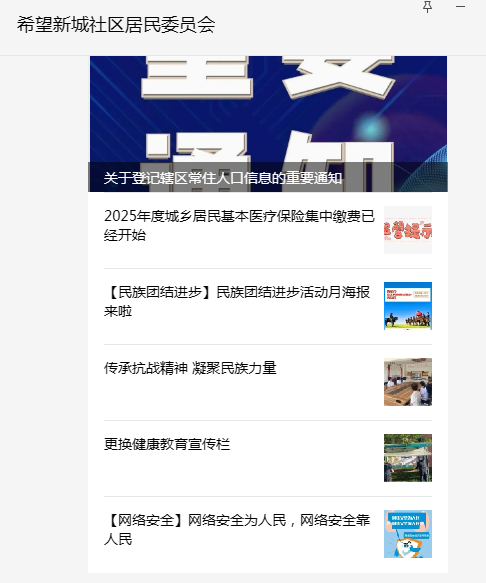 希望新城社区居民委员会
重要
通知
关于登记辖区常住人口信息的重要通知
2025年度城乡居民基本医疗保险集中缴费已
经开始
【民族团结进步】民族团结进步活动月海报
来啦
传承抗战精神 凝聚民族力量
更换健康教育宣传栏
【网络安全】网络安全为人民，网络安全靠
人民